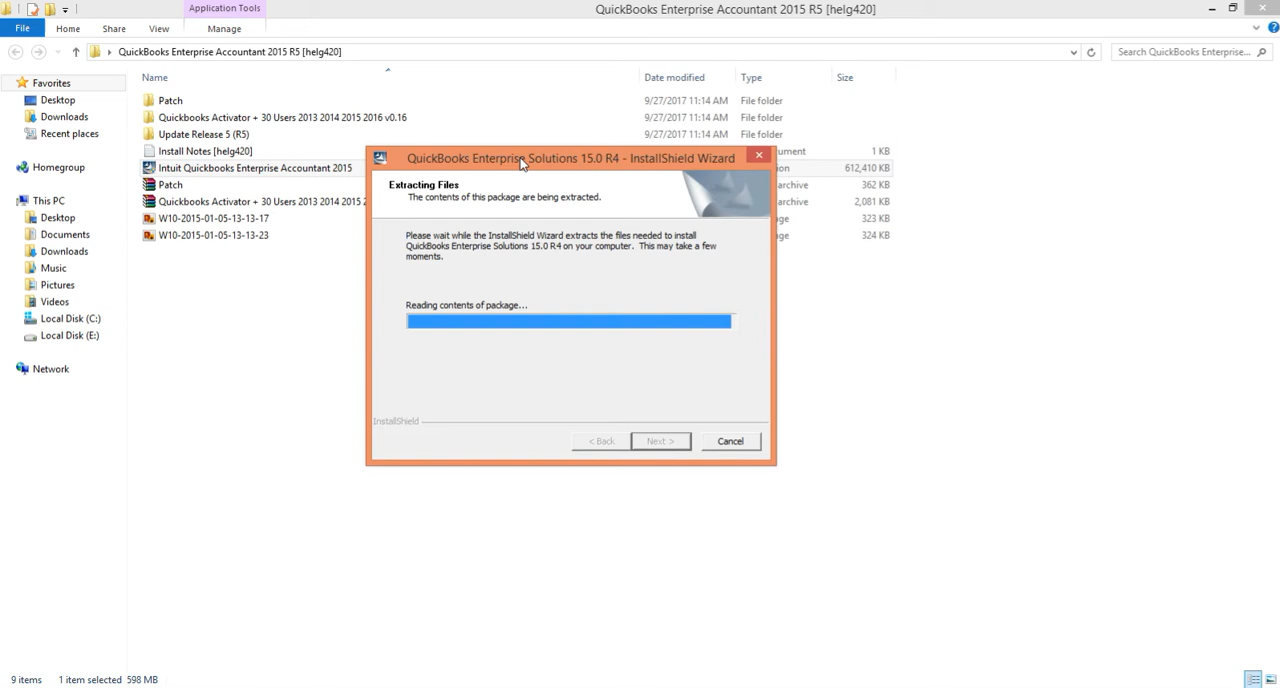 Application Tools
QuickBooks Enterprise Accountant 2015 R5 [helg420]
File Home Share View Manage
QuickBooks Enterprise Accountant 2015 R5 [helg420]
Search QuickBooks Enterprise...
Name Date modified Type Size
Favorites
Desktop
Downloads
Recent places
Homegroup
This PC
Desktop
Documents
Downloads
Music
Pictures
Videos
Local Disk (C:)
Local Disk (E:)
Network
Patch 9/27/2017 11:14 AM File folder
Quickbooks Activator + 30 Users 2013 2014 2015 2016 v0.16 9/27/2017 11:14 AM File folder
Update Release 5 (R5) 9/27/2017 11:14 AM File folder
Install Notes [helg420] ument 1 KB
Intuit Quickbooks Enterprise Accountant 2015 on 612,410 KB
Patch archive 362 KB
Quickbooks Activator + 30 Users 2013 2014 2015 2 archive 2,081 KB
W10-2015-01-05-13-13-17 ge 323 KB
W10-2015-01-05-13-13-23 ge 324 KB
QuickBooks Enterprise Solutions 15.0 R4 - InstallShield Wizard
Extracting Files
The contents of this package are being extracted.
Please wait while the InstallShield Wizard extracts the files needed to install
QuickBooks Enterprise Solutions 15.0 R4 on your computer. This may take a few
moments.
Reading contents of package...
InstallShield
< Back Next > Cancel
9 items 1 item selected 598 MB